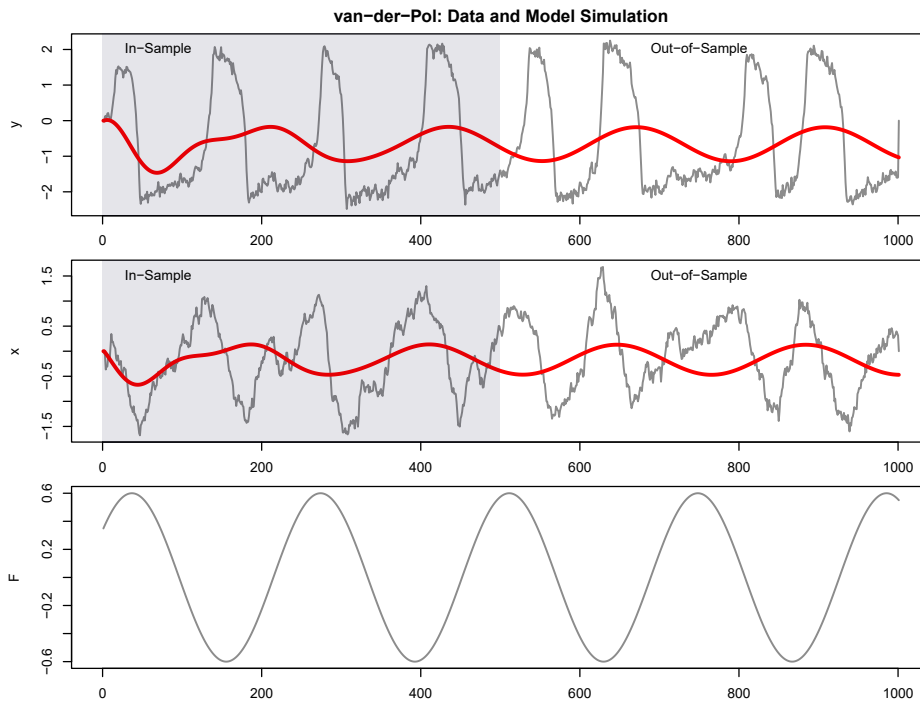 van−der−Pol: Data and Model Simulation
In−Sample
Out−of−Sample
2
1
0
−1
−2
y
0 200 400 600 800 1000
In−Sample
Out−of−Sample
1.5
0.5
−0.5
−1.5
x
0 200 400 600 800 1000
0.6
0.2
−0.2
−0.6
F
0 200 400 600 800 1000